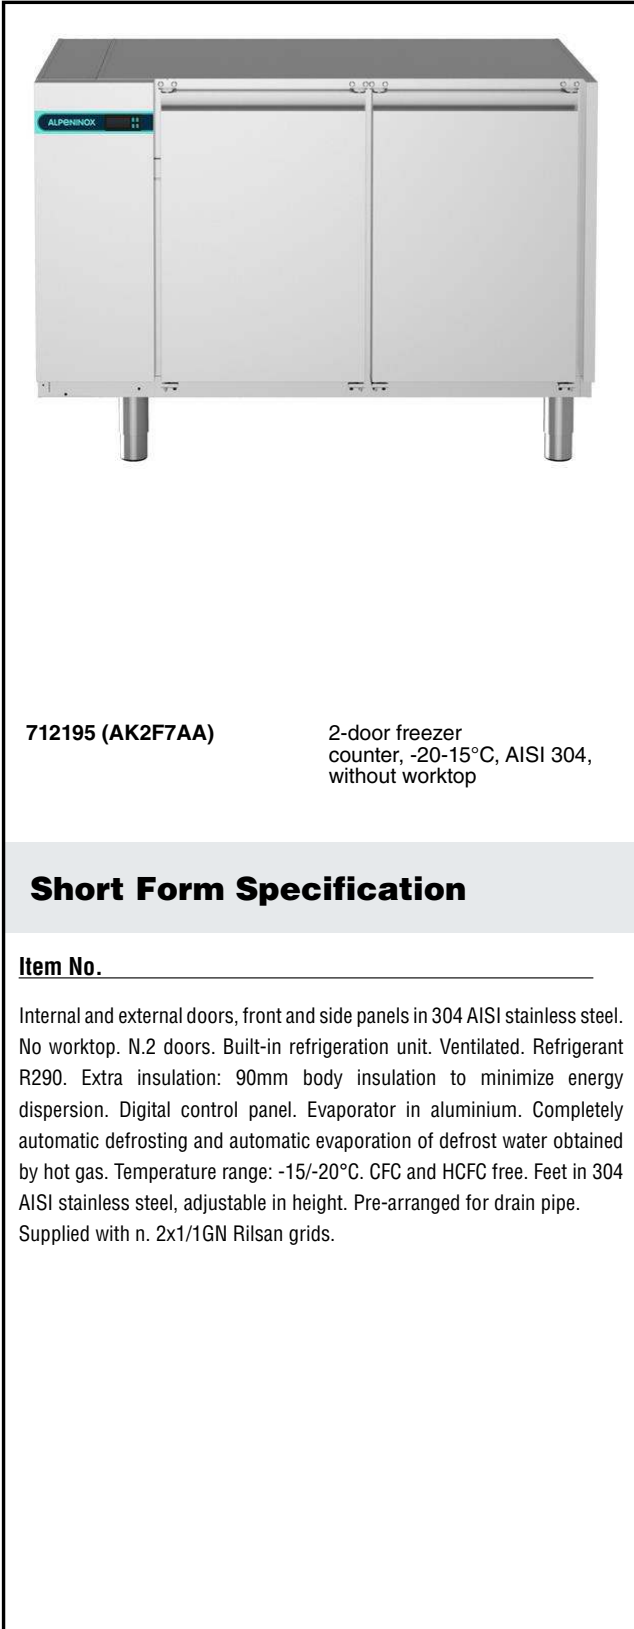 ALPENINOX
712195 (AK2F7AA)
2-door freezer
counter, -20-15°C, AISI 304,
without worktop
Short Form Specification
Item No.
Internal and external doors, front and side panels in 304 AISI stainless steel.
No worktop. N.2 doors. Built-in refrigeration unit. Ventilated. Refrigerant
R290. Extra insulation: 90mm body insulation to minimize energy
dispersion. Digital control panel. Evaporator in aluminium. Completely
automatic defrosting and automatic evaporation of defrost water obtained
by hot gas. Temperature range: -15/-20°C. CFC and HCFC free. Feet in 304
AISI stainless steel, adjustable in height. Pre-arranged for drain pipe.
Supplied with n. 2x1/1GN Rilsan grids.